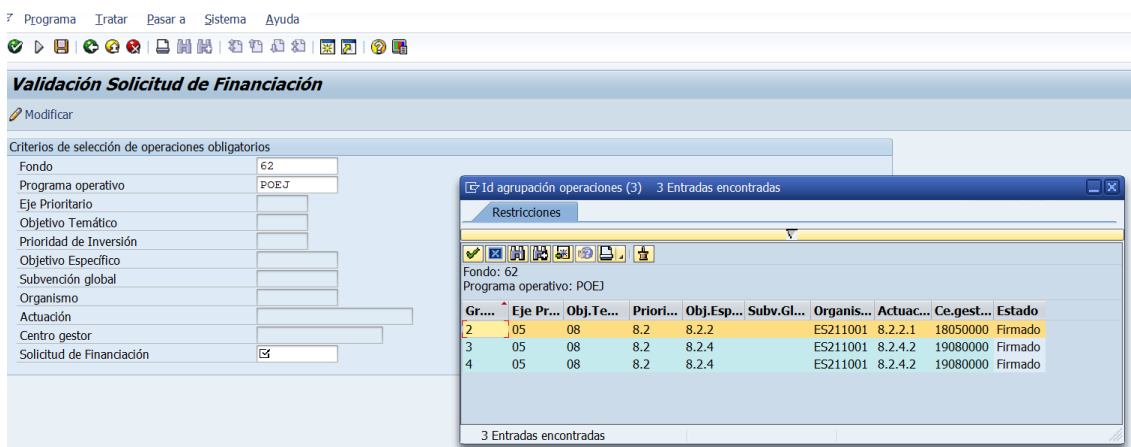 Programa Tratar Pasar a Sistema Ayuda
Validación Solicitud de Financiación
Modificar
Criterios de selección de operaciones obligatorios
Fondo 62
Programa operativo POEJ
Eje Prioritario
Objetivo Temático
Prioridad de Inversión
Objetivo Específico
Subvención global
Organismo
Actuación
Centro gestor
Solicitud de Financiación
Id agrupación operaciones (3) 3 Entradas encontradas
Restricciones
Fondo: 62
Programa operativo: POEJ
Gr.... Eje Pr... Obj.Te... Priori... Obj.Esp... Subv.Gl... Organis... Actuac... Ce.gest... Estado
2 05 08 8.2 8.2.2 ES211001 8.2.2.1 18050000 Firmado
3 05 08 8.2 8.2.4 ES211001 8.2.4.2 19080000 Firmado
4 05 08 8.2 8.2.4 ES211001 8.2.4.2 19080000 Firmado
3 Entradas encontradas